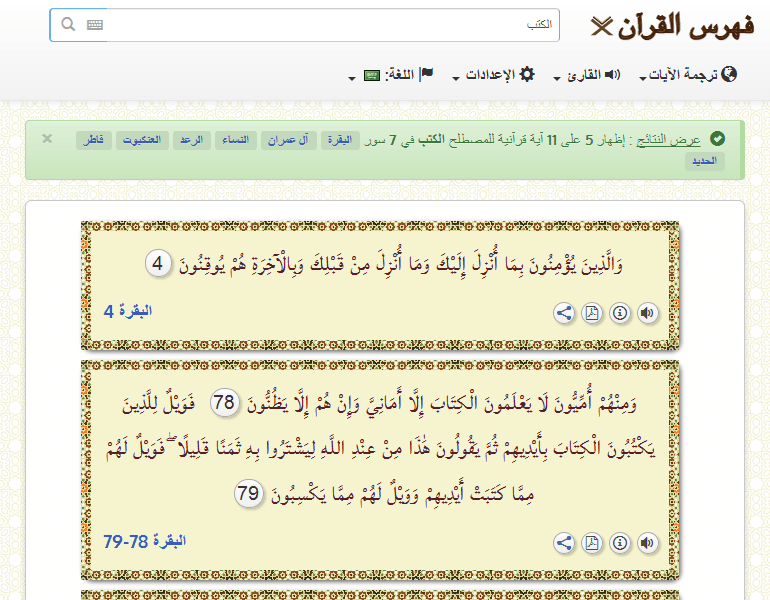 فهرس القرآن
الكتب
ترجمة الآيات القارئ الإعدادات اللغة:
عرض النتائج : إظهار 5 على 11 آية قرآنية للمصطلح الكتب في 7 سور البقرة آل عمران النساء الرعد العنكبوت فاطر ×
الحديد
وَالَّذِينَ يُؤْمِنُونَ بِمَا أُنْزِلَ إِلَيْكَ وَمَا أُنْزِلَ مِنْ قَبْلِكَ وَبِالْآخِرَةِ هُمْ يُوقِنُونَ 4
البقرة 4
وَمِنْهُمْ أُمِّيُّونَ لَا يَعْلَمُونَ الْكِتَابَ إِلَّا أَمَانِيَّ وَإِنْ هُمْ إِلَّا يَظُنُّونَ 78 فَوَيْلٌ لِلَّذِينَ
يَكْتُبُونَ الْكِتَابَ بِأَيْدِيهِمْ ثُمَّ يَقُولُونَ هَٰذَا مِنْ عِنْدِ اللَّهِ لِيَشْتَرُوا بِهِ ثَمَنًا قَلِيلًا ۖ فَوَيْلٌ لَهُمْ
مِمَّا كَتَبَتْ أَيْدِيهِمْ وَوَيْلٌ لَهُمْ مِمَّا يَكْسِبُونَ 79
البقرة 78-79